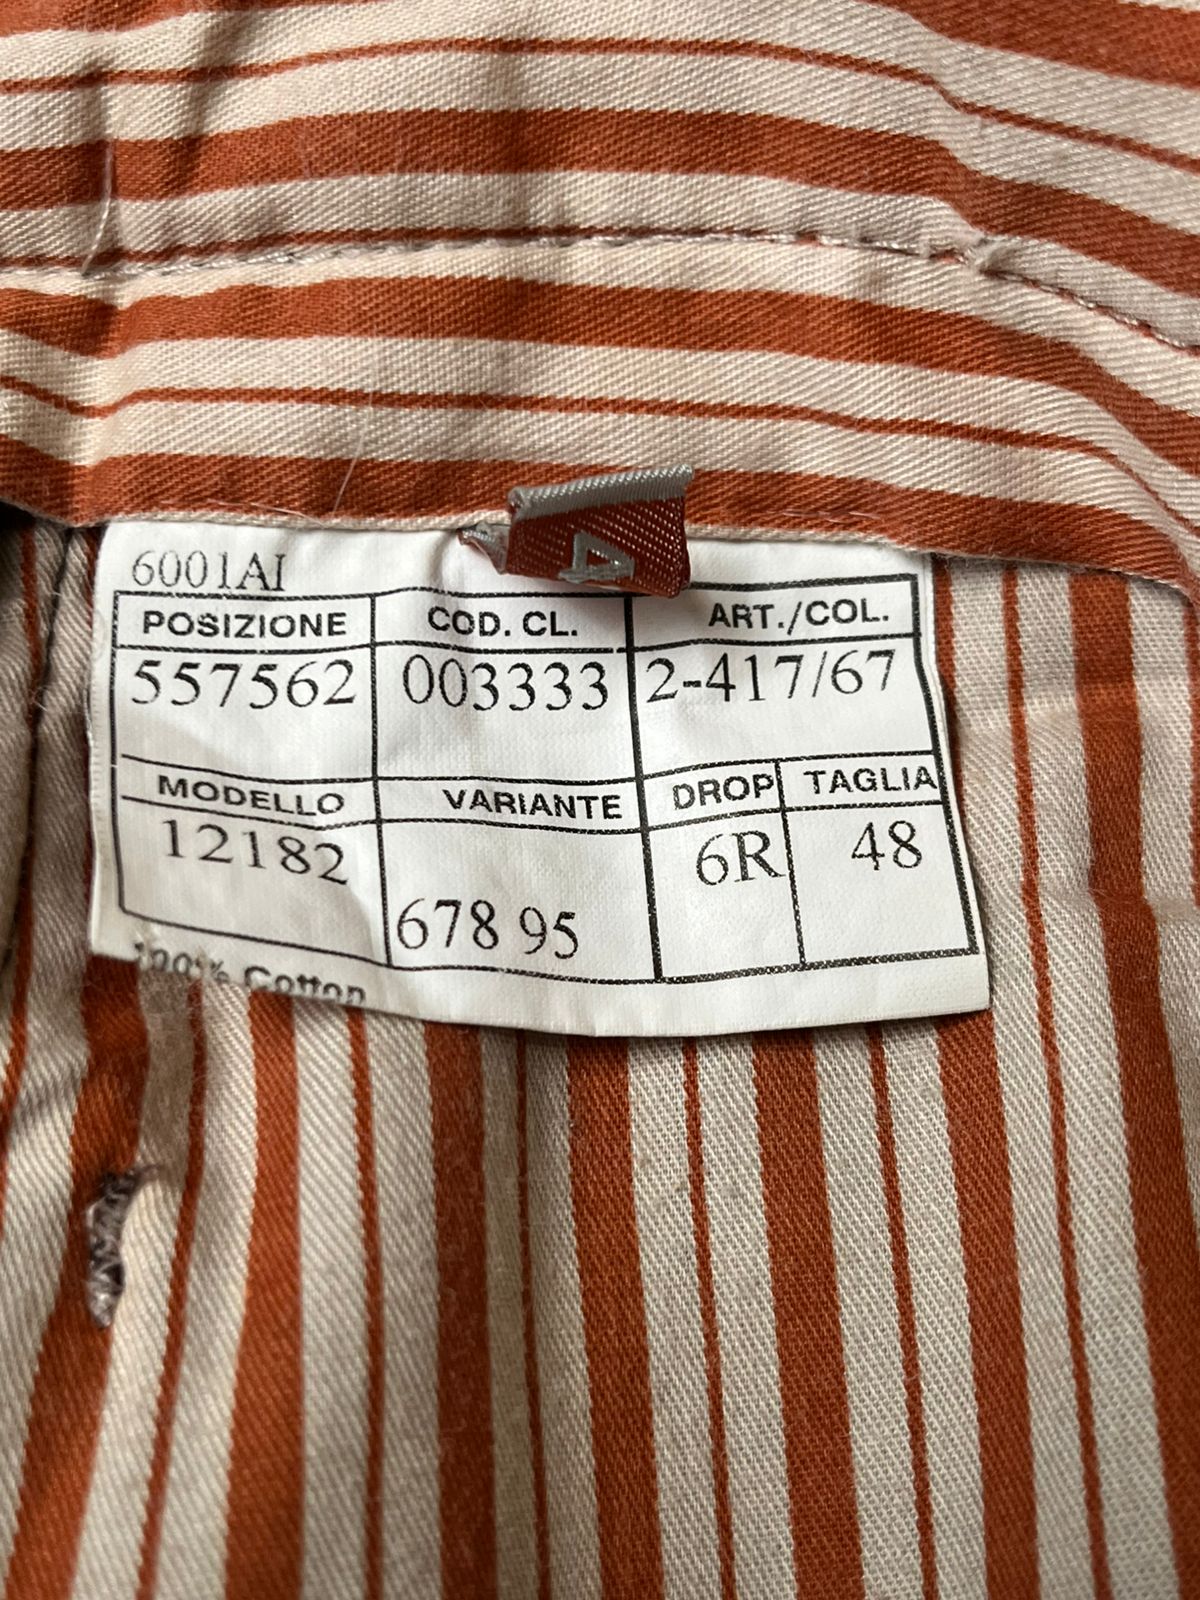 4
6001AI
POSIZIONE COD. CL. ART./COL.
557562 003333 2-417/67
MODELLO VARIANTE DROP TAGLIA
12182 678 95 6R 48
100% Cotton